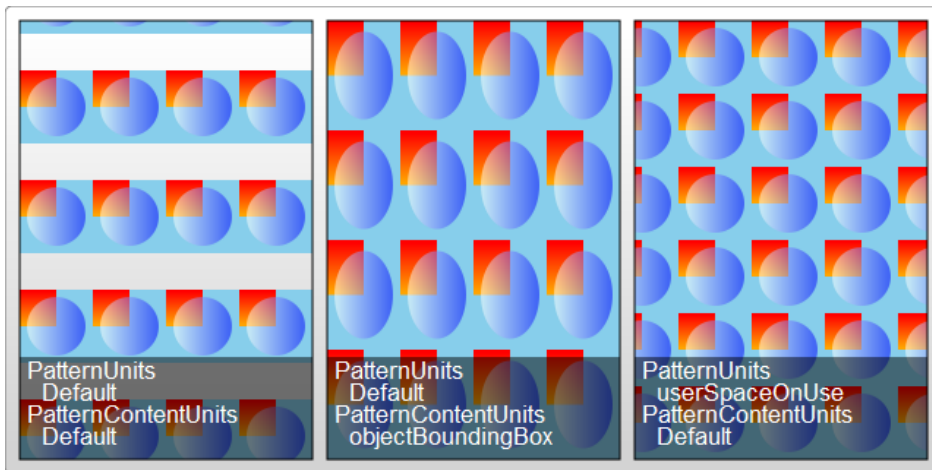 PatternUnits
Default
PatternContentUnits
Default
PatternUnits
Default
PatternContentUnits
objectBoundingBox
PatternUnits
userSpaceOnUse
PatternContentUnits
Default